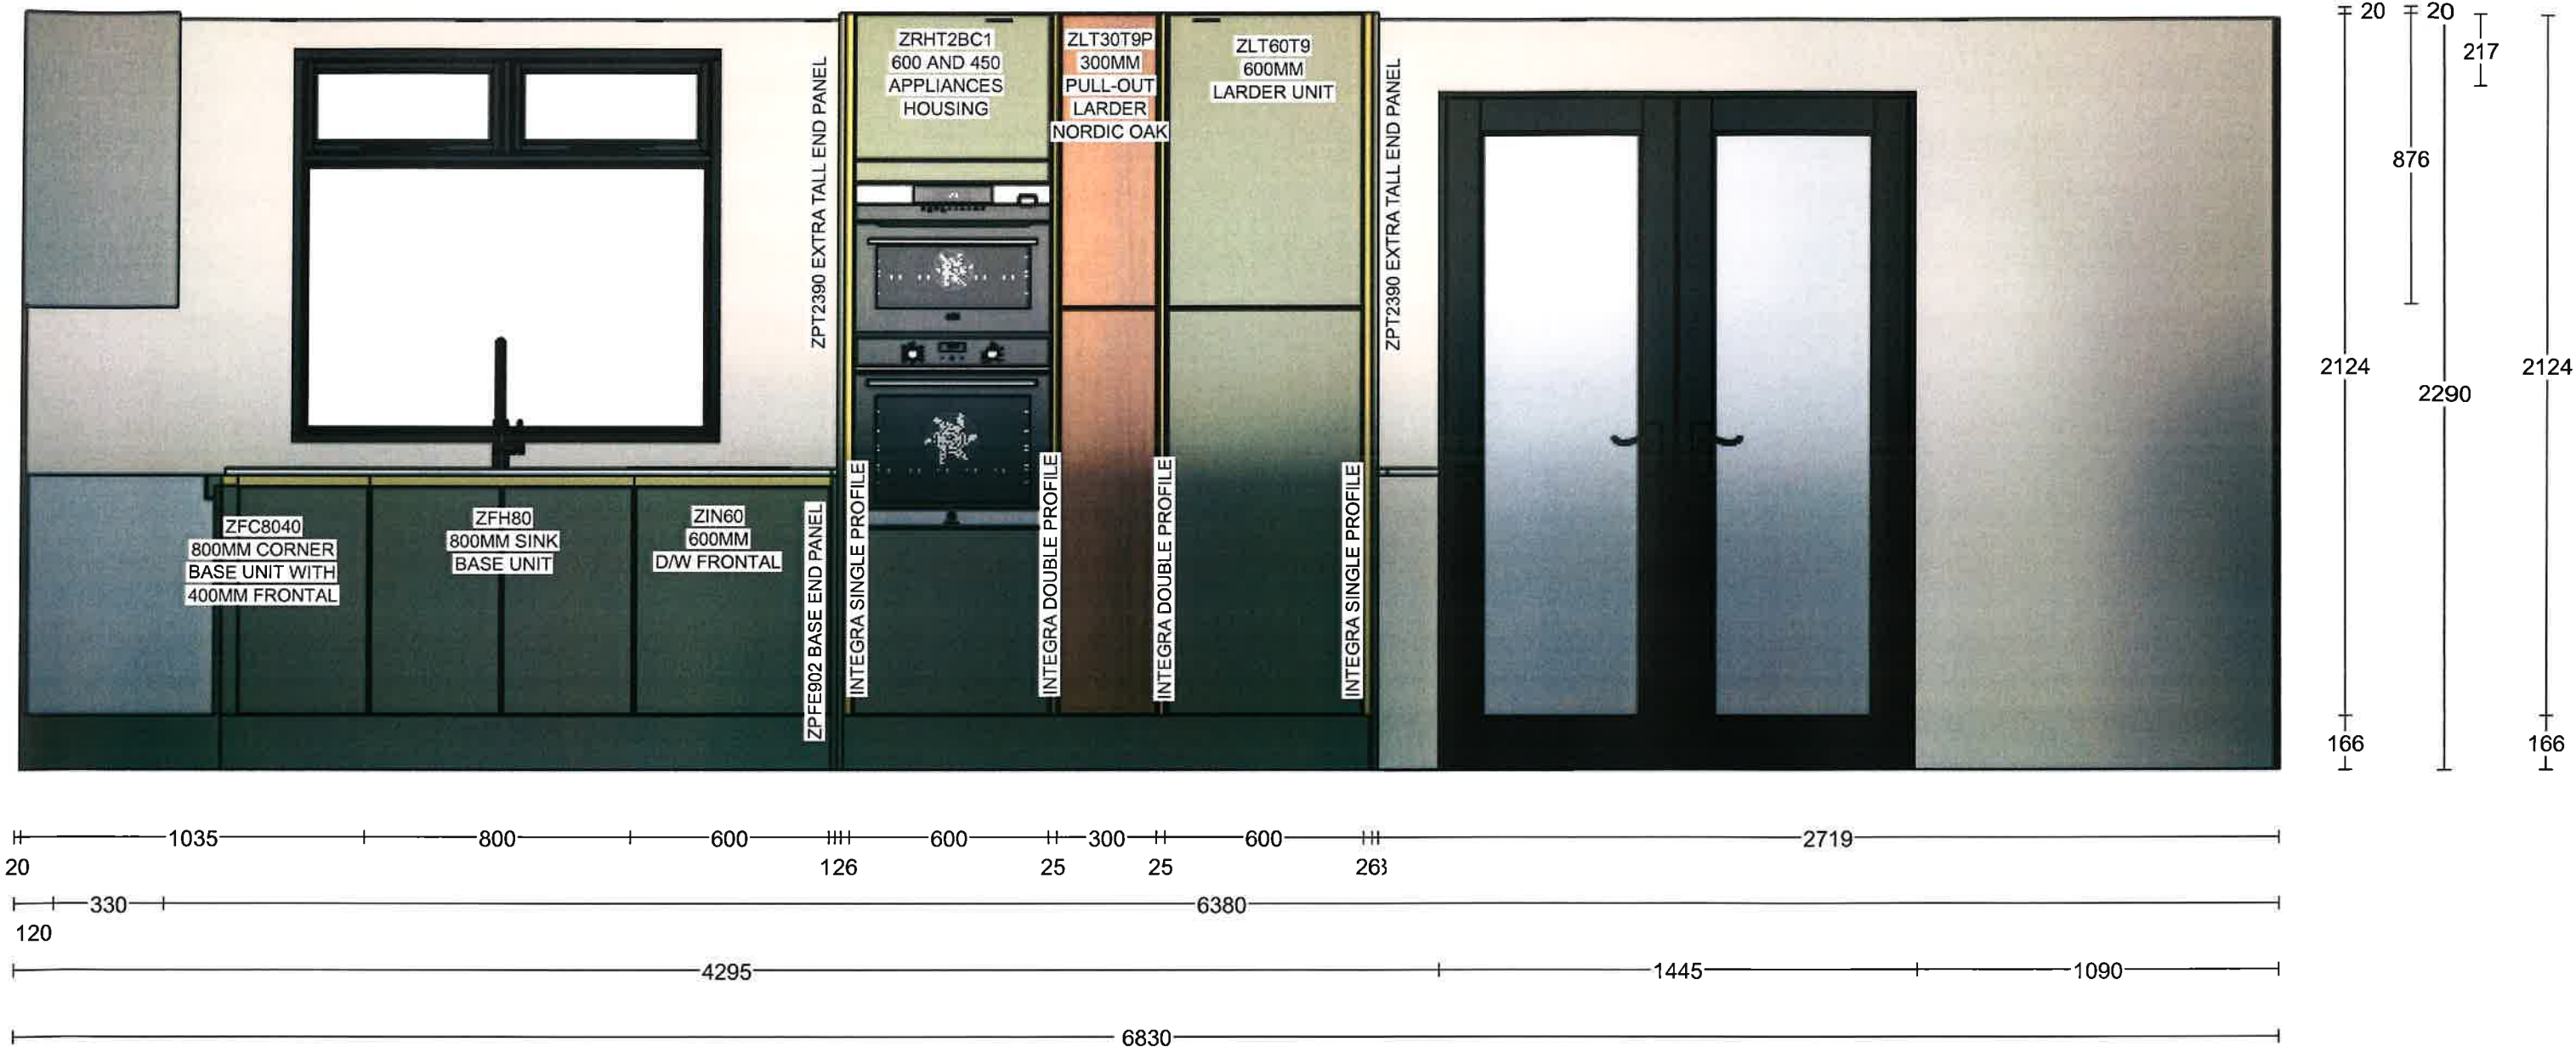 ZRHT2BC1
600 AND 450
APPLIANCES
HOUSING
ZLT30T9P
300MM
PULL-OUT
LARDER
NORDIC OAK
ZLT60T9
600MM
LARDER UNIT
ZPT2390 EXTRA TALL END PANEL
ZPT2390 EXTRA TALL END PANEL
ZFC8040
800MM CORNER
BASE UNIT WITH
400MM FRONTAL
ZFH80
800MM SINK
BASE UNIT
ZIN60
600MM
D/W FRONTAL
ZPFE902 BASE END PANEL
INTEGRA SINGLE PROFILE
INTEGRA DOUBLE PROFILE
INTEGRA DOUBLE PROFILE
INTEGRA SINGLE PROFILE
20
20
217
876
2124
2290
2124
166
166
1035
800
600
600
300
600
2719
20
126
25
25
330
6380
120
4295
1445
1090
6830